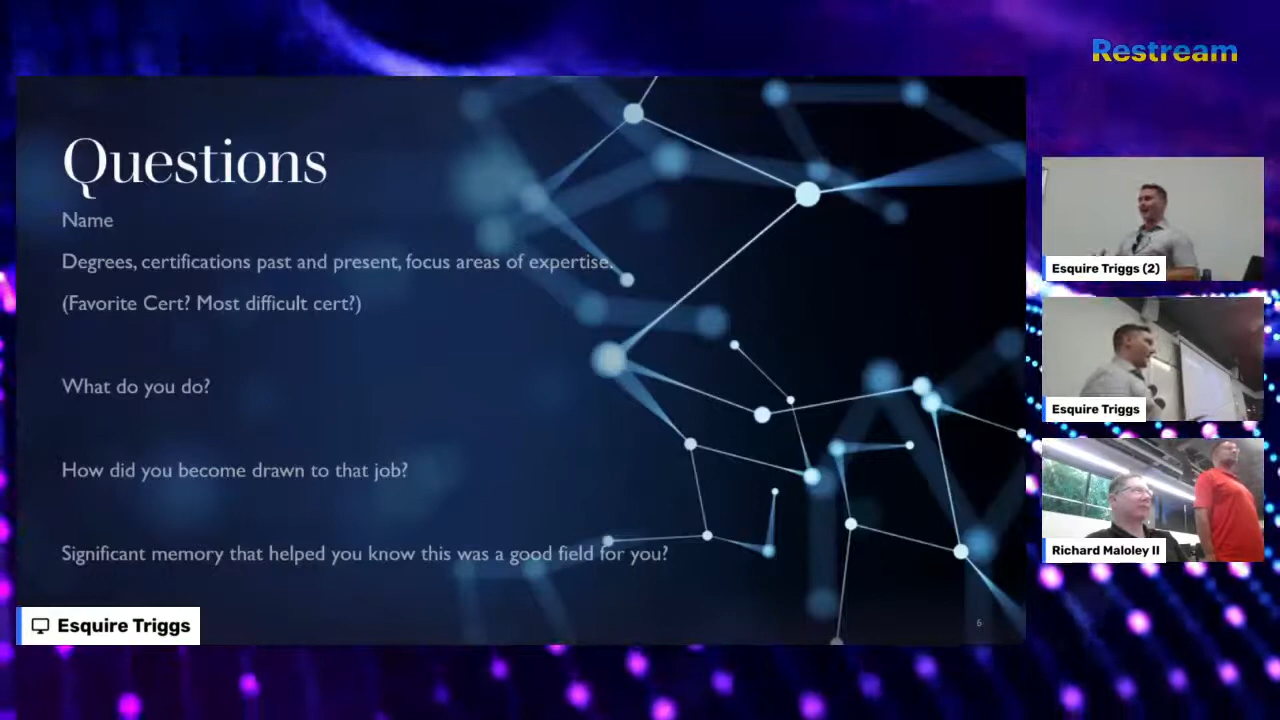 Restream
Questions
Name
Degrees, certifications past and present, focus areas of expertise.
(Favorite Cert? Most difficult cert?)
What do you do?
How did you become drawn to that job?
Significant memory that helped you know this was a good field for you?
6
Esquire Triggs
Esquire Triggs (2)
Esquire Triggs
Richard Maloley II